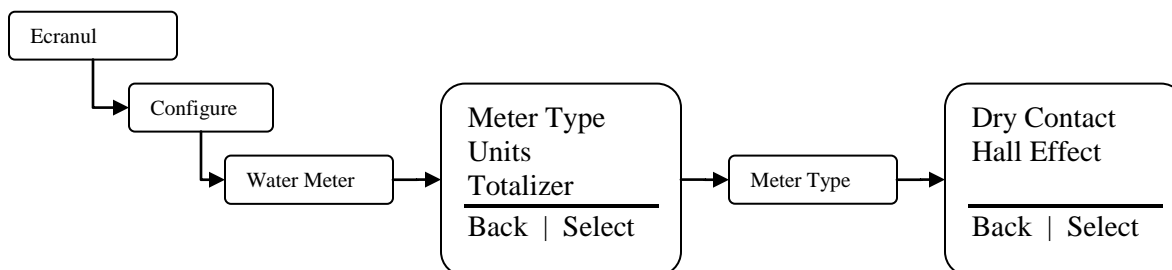 Ecranul
Configure
Water Meter
Meter Type
Units
Totalizer
Back | Select
Meter Type
Dry Contact
Hall Effect
Back | Select